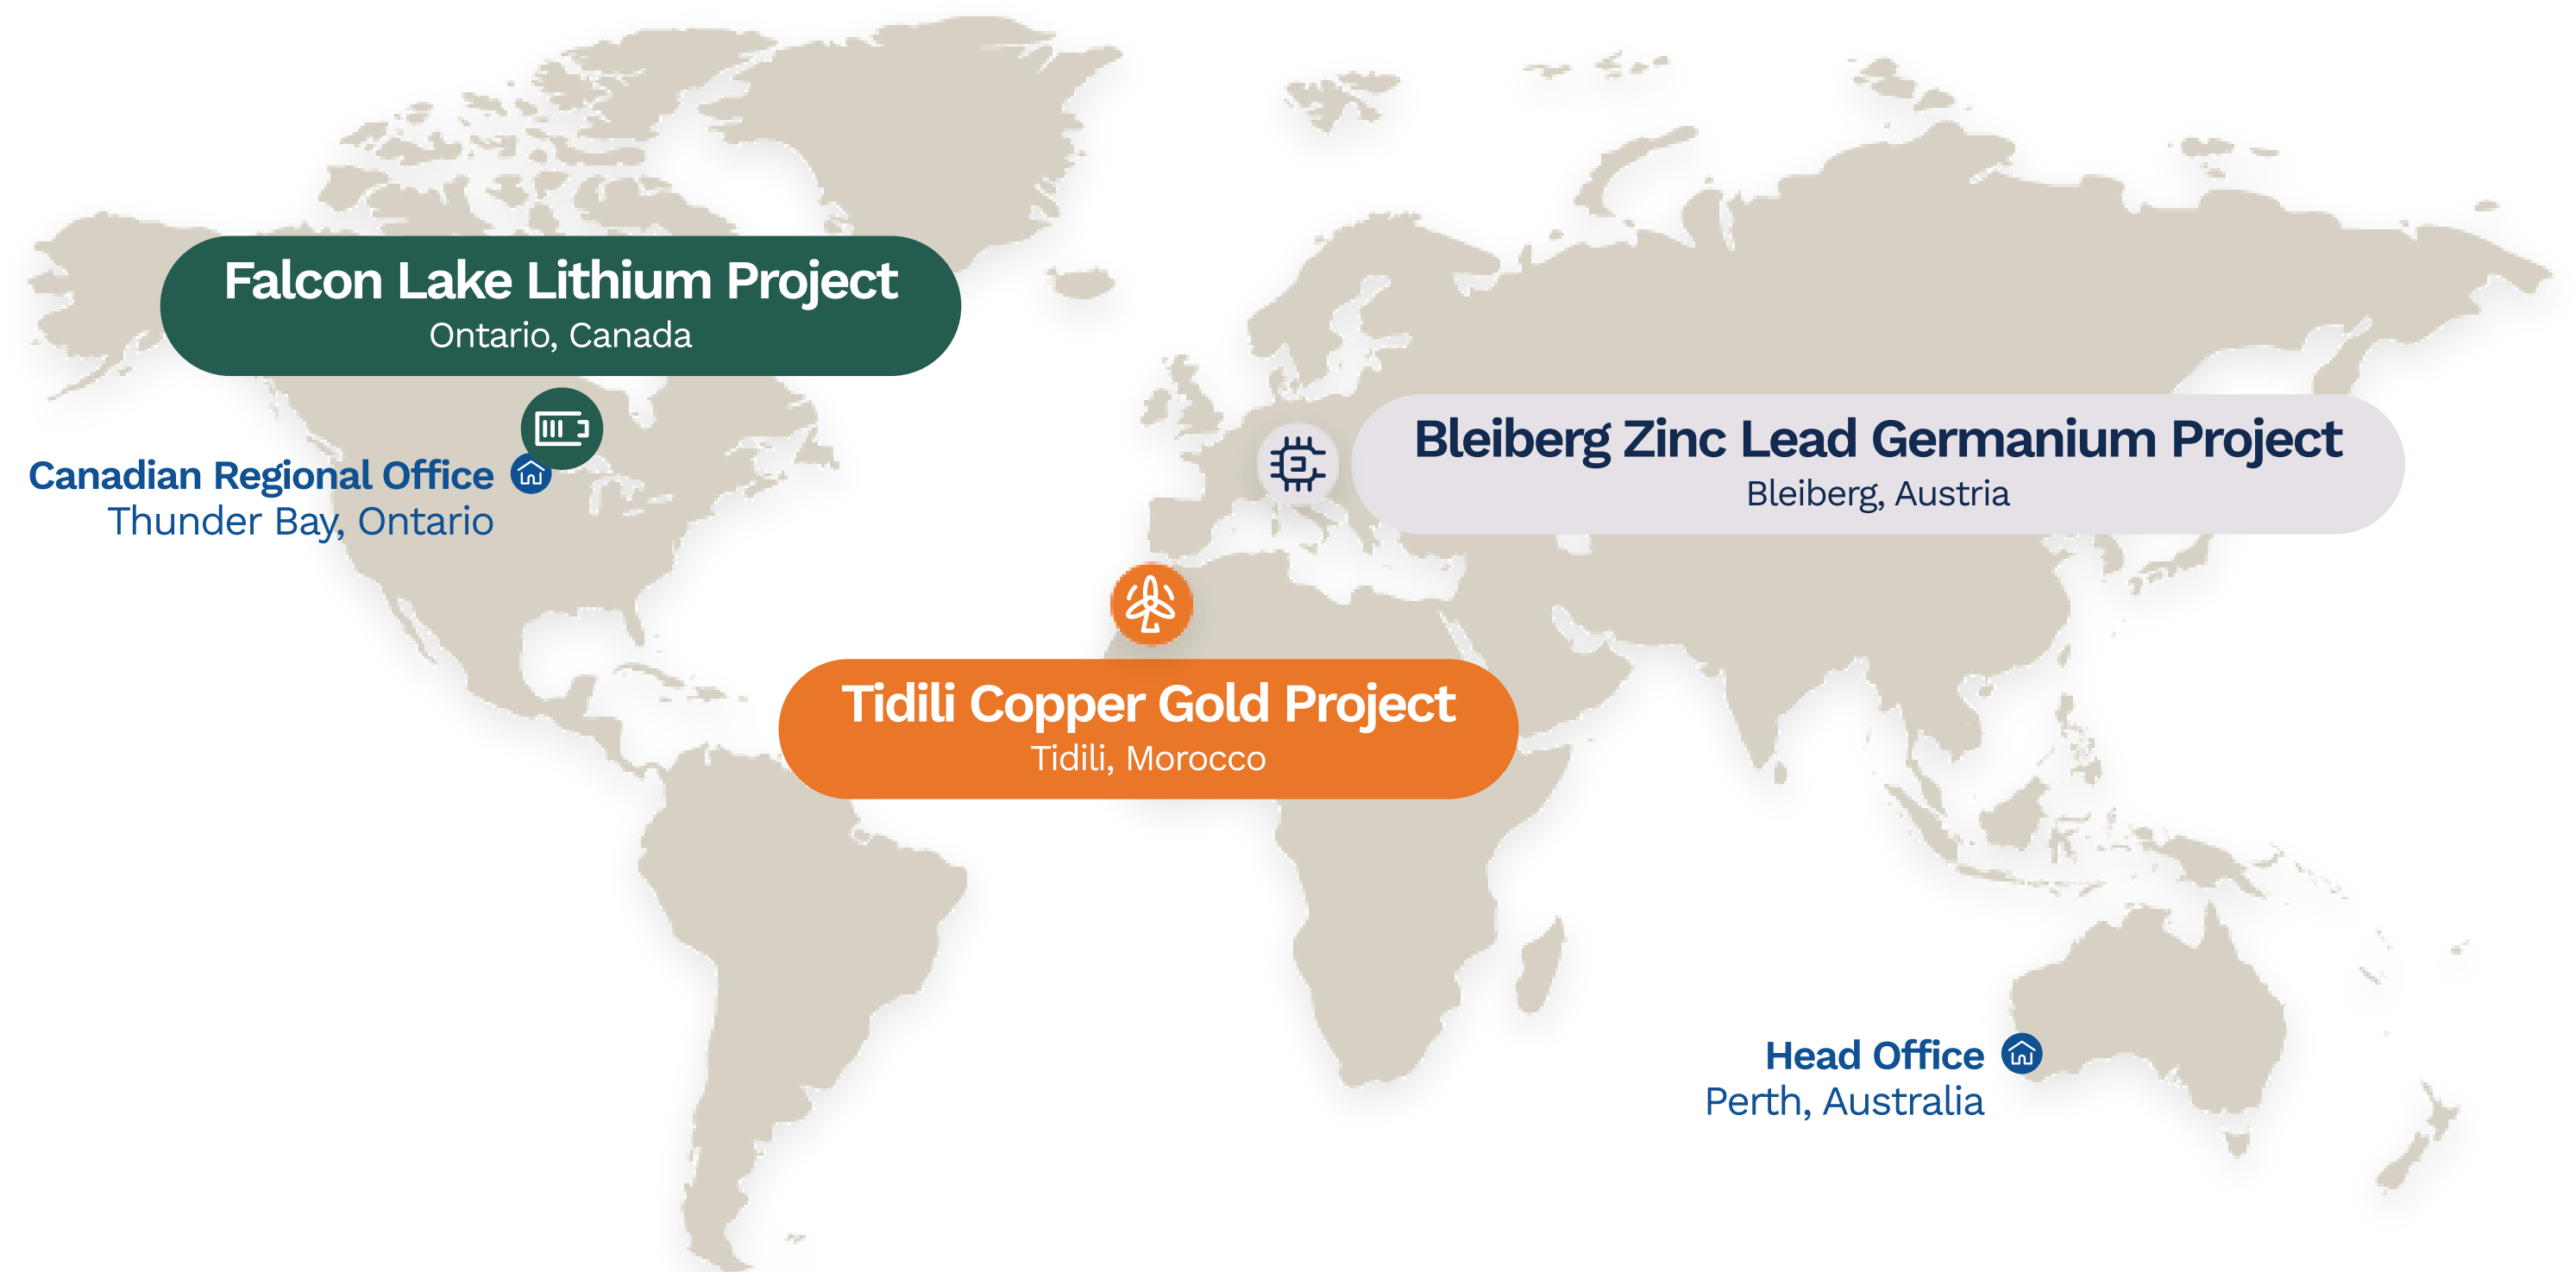 Falcon Lake Lithium Project
Ontario, Canada
Canadian Regional Office
Thunder Bay, Ontario
Bleiberg Zinc Lead Germanium Project
Bleiberg, Austria
Tidili Copper Gold Project
Tidili, Morocco
Head Office
Perth, Australia